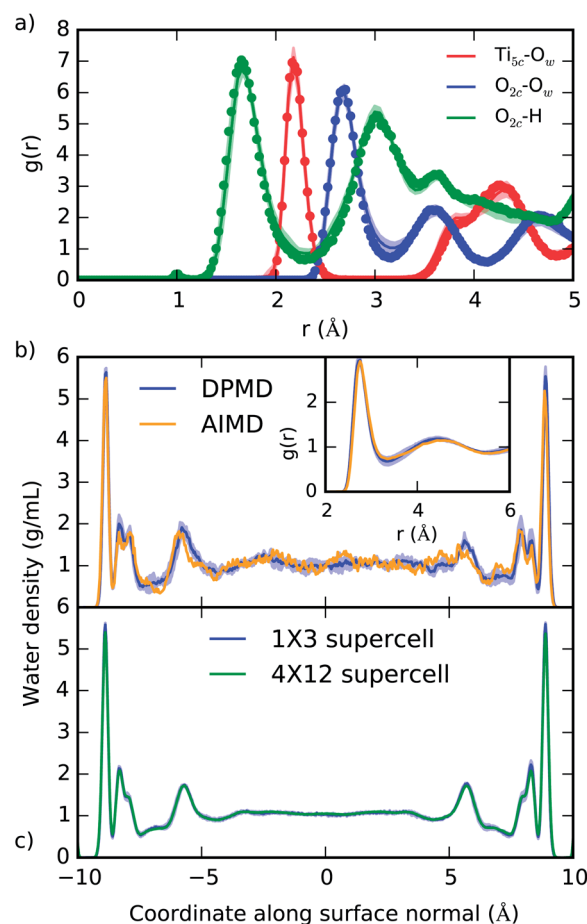 a)
8
7
6
5
4
3
2
1
0
g(r)
Ti5c-Ow
O2c-Ow
O2c-H
0 1 2 3 4 5
r (Å)
b)
6
5
4
3
2
1
6
DPMD
AIMD
2
1
0
g(r)
2 4 6
r (Å)
Water density (g/mL)
1X3 supercell
4X12 supercell
5
4
3
2
1
0
c)
−10 −5 0 5 10
Coordinate along surface normal (Å)